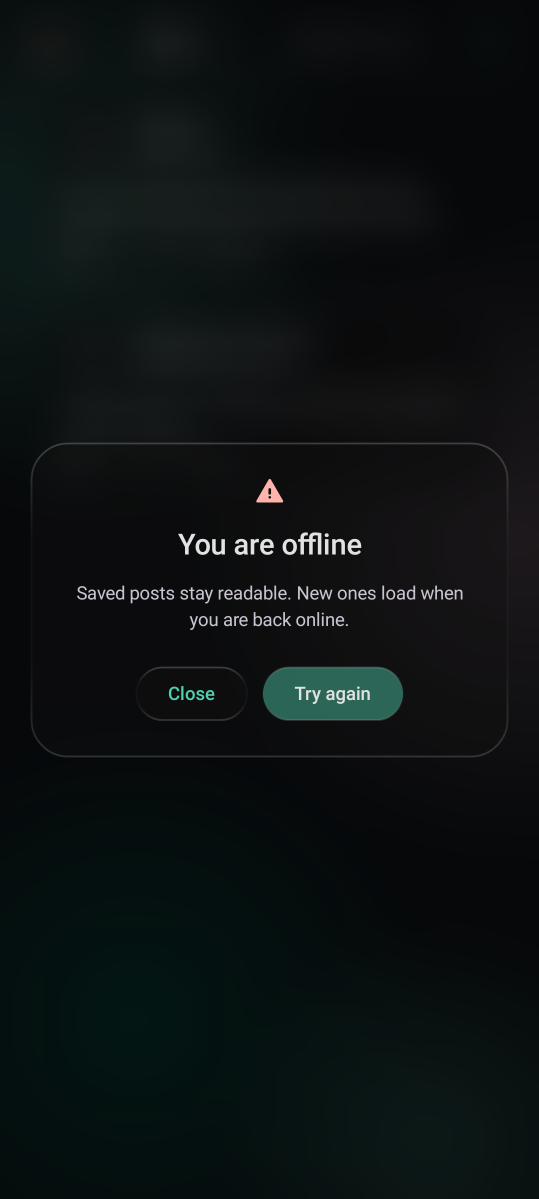 You are offline
Saved posts stay readable. New ones load when
you are back online.
Close
Try again